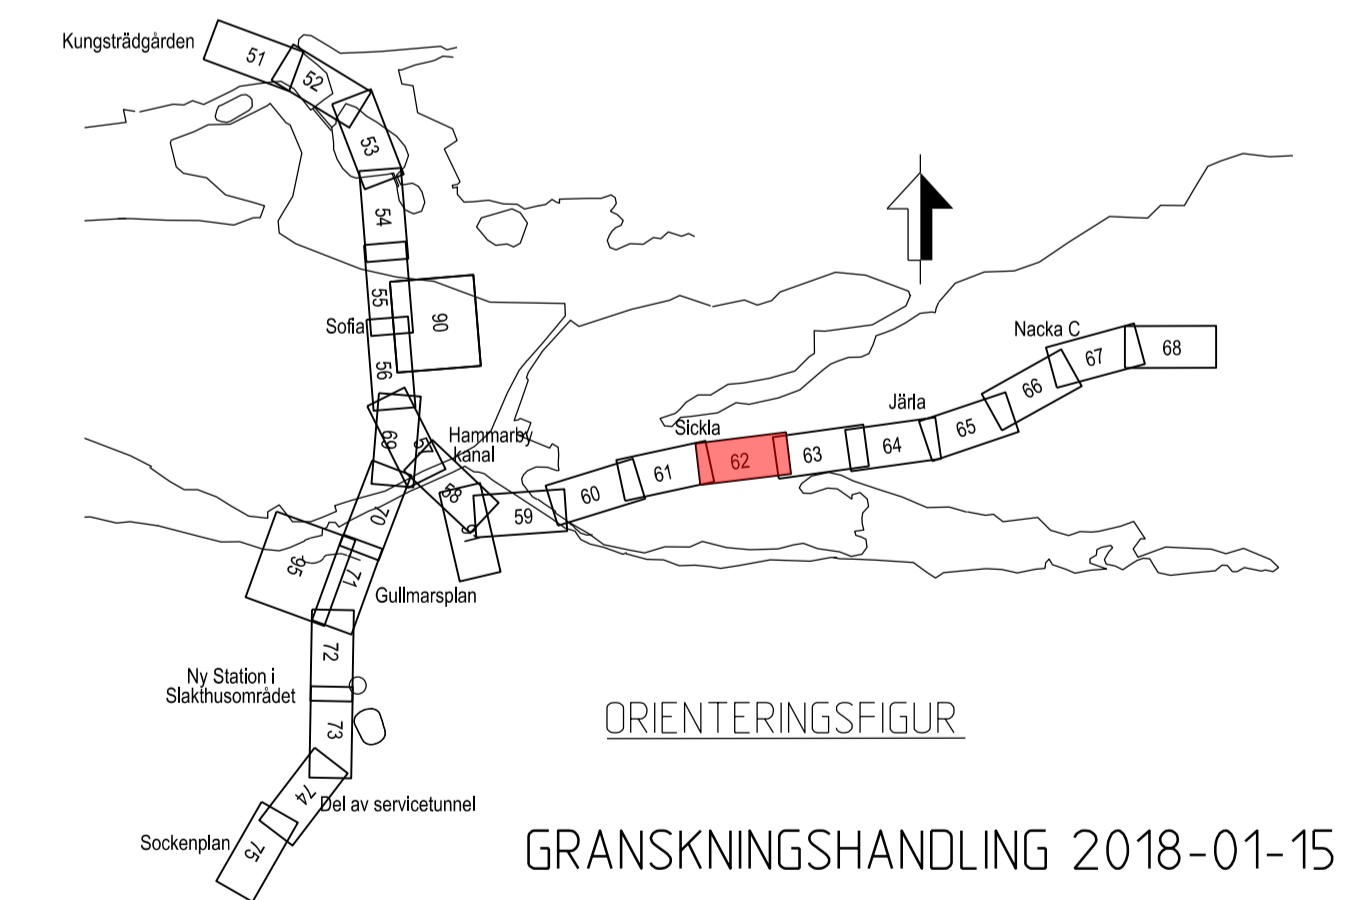 Kungsträdgården
51
52
53
54
55
Sofia
90
56
Nacka C
67
68
66
Järla
65
64
Sickla
63
62
61
60
59
Hammarby
kanal
69
57
58
70
95
71
Gullmarsplan
72
Ny Station i
Slakthusområdet
73
74
Del av servicetunnel
Sockenplan
75
ORIENTERINGSFIGUR
GRANSKNINGSHANDLING 2018-01-15